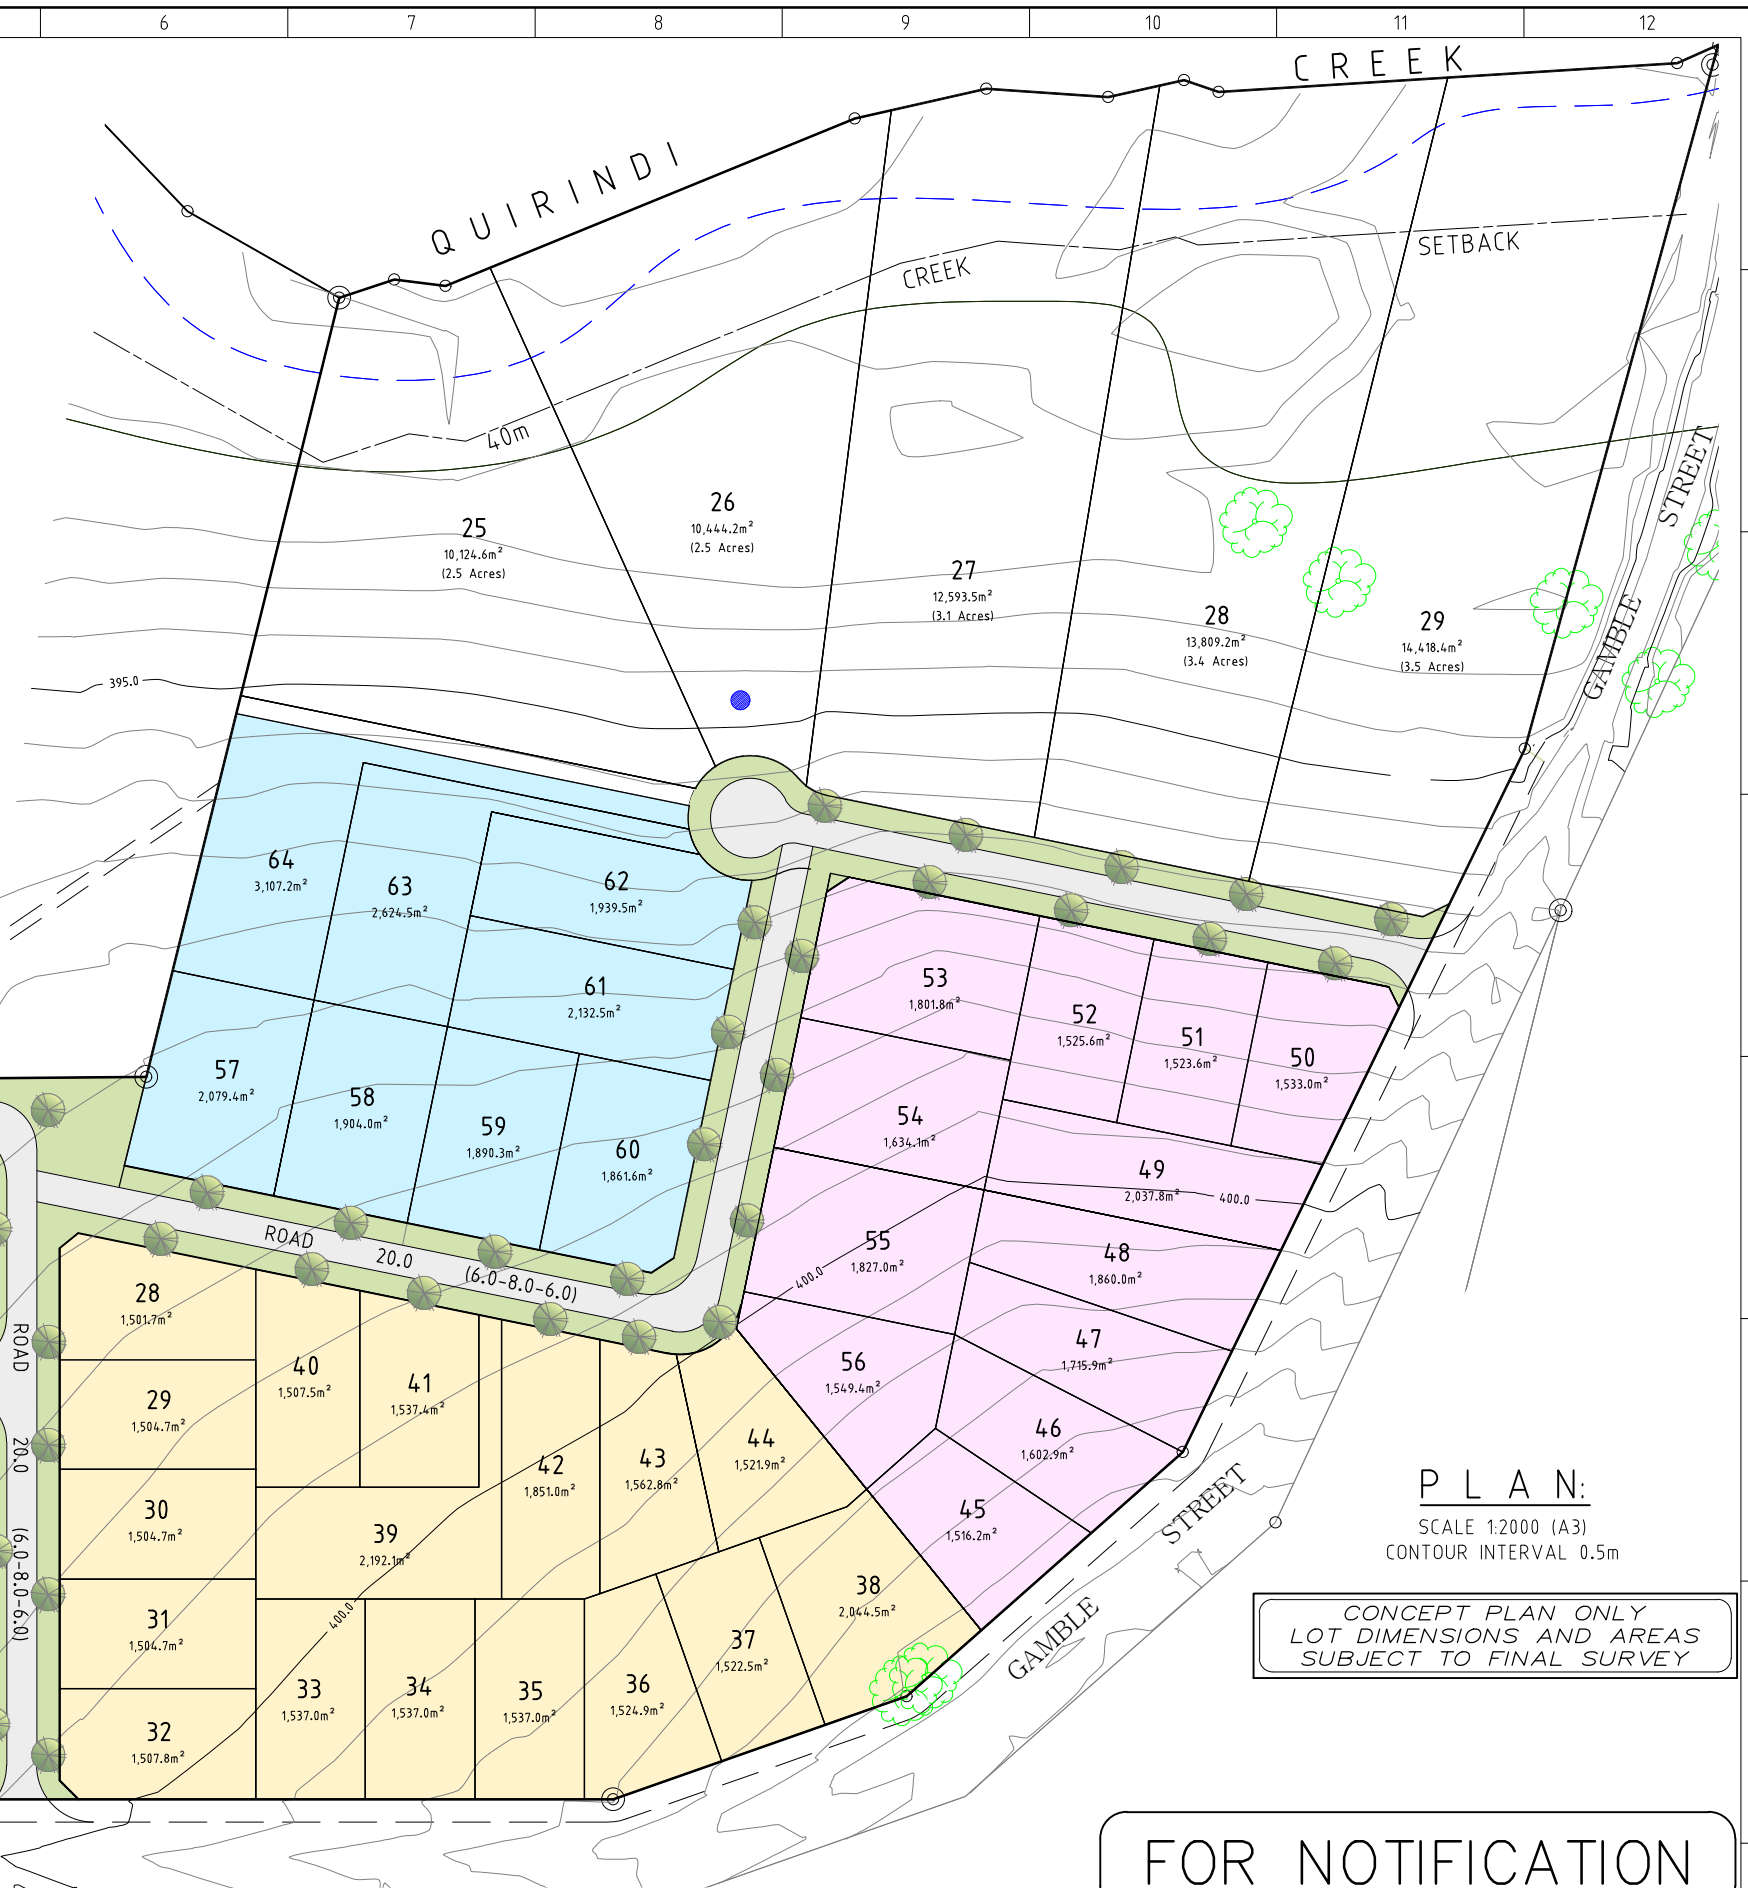 6 7 8 9 10 11 12
QUIRINDI CREEK
CREEK
SETBACK
40m
STREET
GAMBLE
25
10,124.6m²
(2.5 Acres)
26
10,444.2m²
(2.5 Acres)
27
12,593.5m²
(3.1 Acres)
28
13,809.2m²
(3.4 Acres)
29
14,418.4m²
(3.5 Acres)
395.0
64
3,107.2m²
63
2,624.5m²
62
1,939.5m²
61
2,132.5m²
57
2,079.4m²
58
1,904.0m²
59
1,890.3m²
60
1,861.6m²
53
1,801.8m²
52
1,525.6m²
51
1,523.6m²
50
1,533.0m²
54
1,634.1m²
49
2,037.8m²
400.0
55
1,827.0m²
400.0
48
1,860.0m²
47
1,715.9m²
56
1,549.4m²
46
1,602.9m²
45
1,516.2m²
ROAD 20.0 (6.0-8.0-6.0)
ROAD 20.0 (6.0-8.0-6.0)
28
1,501.7m²
29
1,504.7m²
30
1,504.7m²
31
1,504.7m²
32
1,507.8m²
40
1,507.5m²
41
1,537.4m²
42
1,851.0m²
43
1,562.8m²
44
1,521.9m²
39
2,192.1m²
400.0
33
1,537.0m²
34
1,537.0m²
35
1,537.0m²
36
1,524.9m²
37
1,522.5m²
38
2,044.5m²
GAMBLE STREET
PLAN:
SCALE 1:2000 (A3)
CONTOUR INTERVAL 0.5m
CONCEPT PLAN ONLY
LOT DIMENSIONS AND AREAS
SUBJECT TO FINAL SURVEY
FOR NOTIFICATION